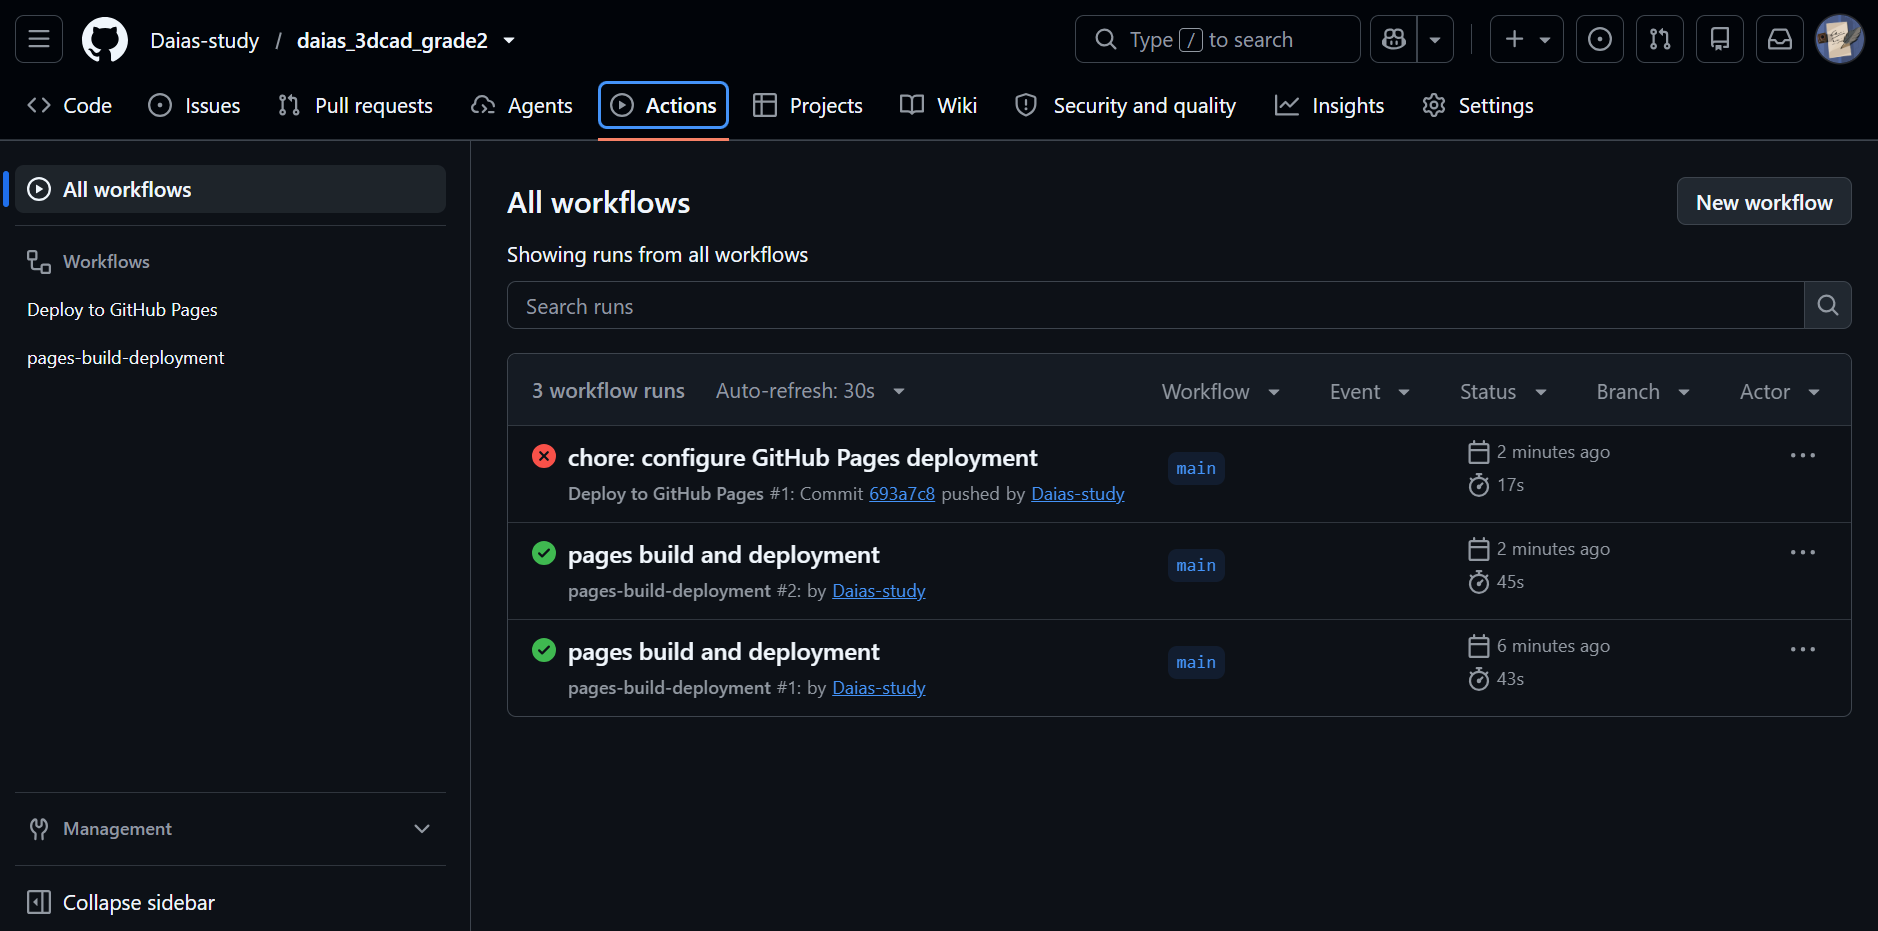 Daias-study / daias_3dcad_grade2
Type / to search
Code
Issues
Pull requests
Agents
Actions
Projects
Wiki
Security and quality
Insights
Settings
All workflows
Workflows
Deploy to GitHub Pages
pages-build-deployment
Management
Collapse sidebar
All workflows
New workflow
Showing runs from all workflows
Search runs
3 workflow runs
Auto-refresh: 30s
Workflow
Event
Status
Branch
Actor
chore: configure GitHub Pages deployment
Deploy to GitHub Pages #1: Commit 693a7c8 pushed by Daias-study
main
2 minutes ago
17s
pages build and deployment
pages-build-deployment #2: by Daias-study
main
2 minutes ago
45s
pages build and deployment
pages-build-deployment #1: by Daias-study
main
6 minutes ago
43s